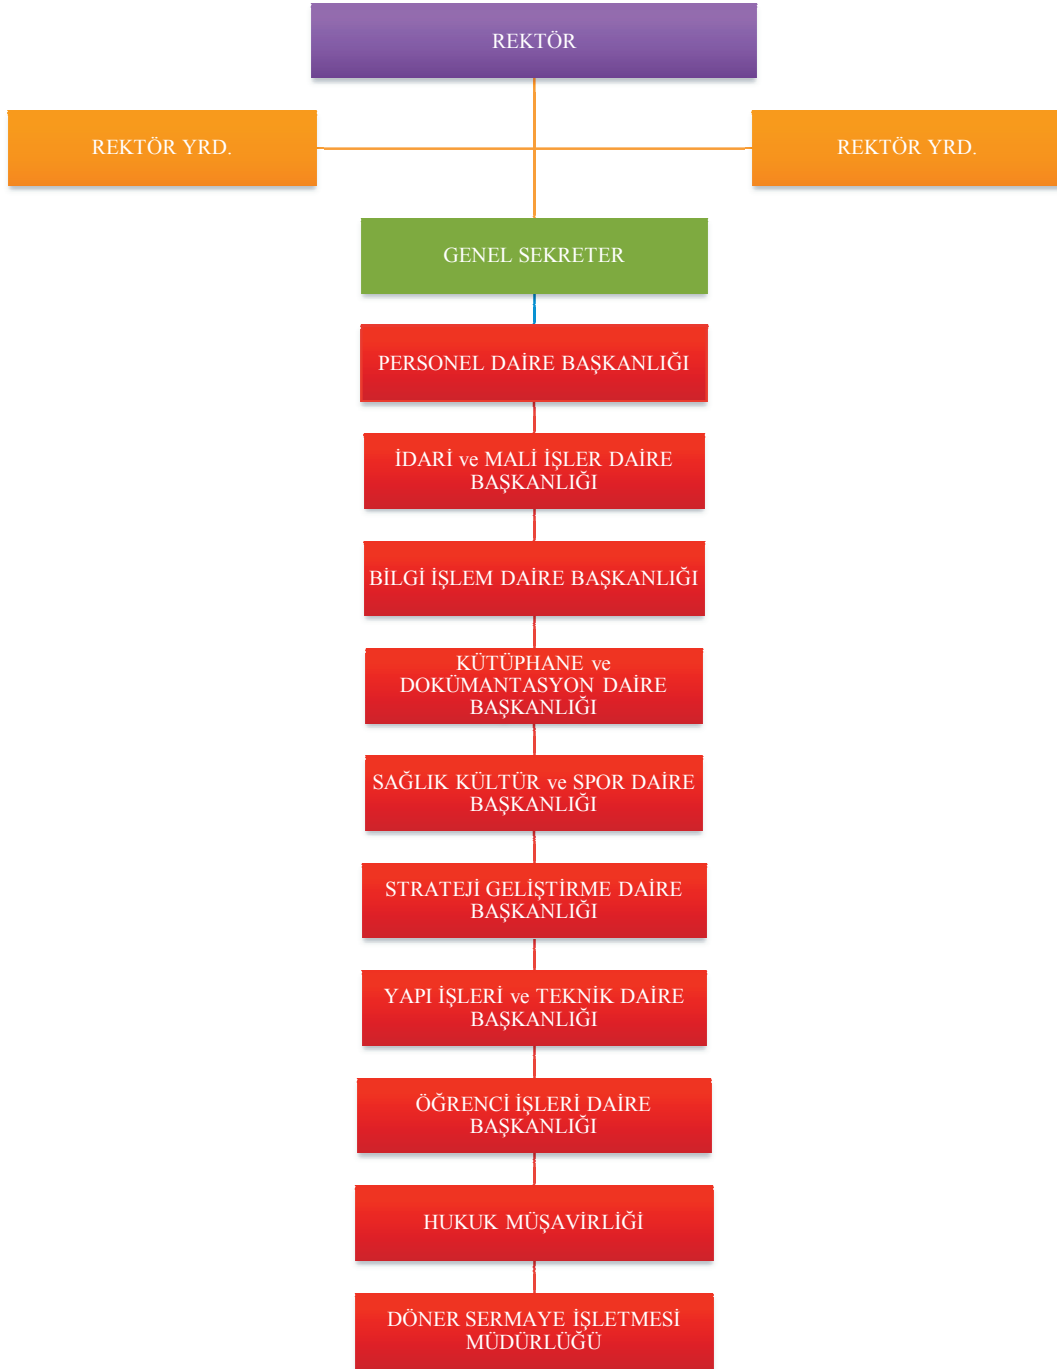 REKTÖR
REKTÖR YRD.
REKTÖR YRD.
GENEL SEKRETER
PERSONEL DAİRE BAŞKANLIĞI
İDARİ ve MALİ İŞLER DAİRE
BAŞKANLIĞI
BİLGİ İŞLEM DAİRE BAŞKANLIĞI
KÜTÜPHANE ve
DOKÜMANTASYON DAİRE
BAŞKANLIĞI
SAĞLIK KÜLTÜR ve SPOR DAİRE
BAŞKANLIĞI
STRATEJİ GELİŞTİRME DAİRE
BAŞKANLIĞI
YAPI İŞLERİ ve TEKNİK DAİRE
BAŞKANLIĞI
ÖĞRENCİ İŞLERİ DAİRE
BAŞKANLIĞI
HUKUK MÜŞAVİRLİĞİ
DÖNER SERMAYE İŞLETMESİ
MÜDÜRLÜĞÜ